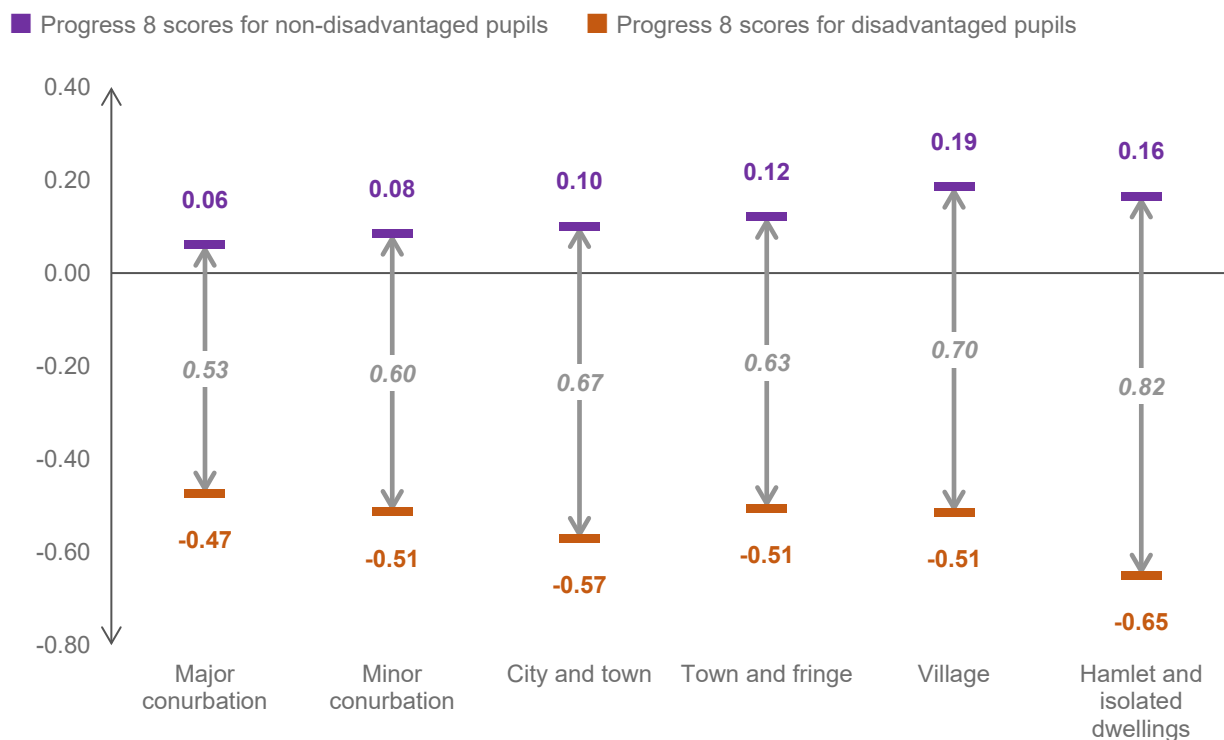 Progress 8 scores for non-disadvantaged pupils Progress 8 scores for disadvantaged pupils
0.40
0.20
0.00
-0.20
-0.40
-0.60
-0.80
0.06 0.08 0.10 0.12 0.19 0.16
0.53 0.60 0.67 0.63 0.70 0.82
-0.47 -0.51 -0.57 -0.51 -0.51 -0.65
Major
conurbation
Minor
conurbation
City and town
Town and fringe
Village
Hamlet and
isolated
dwellings